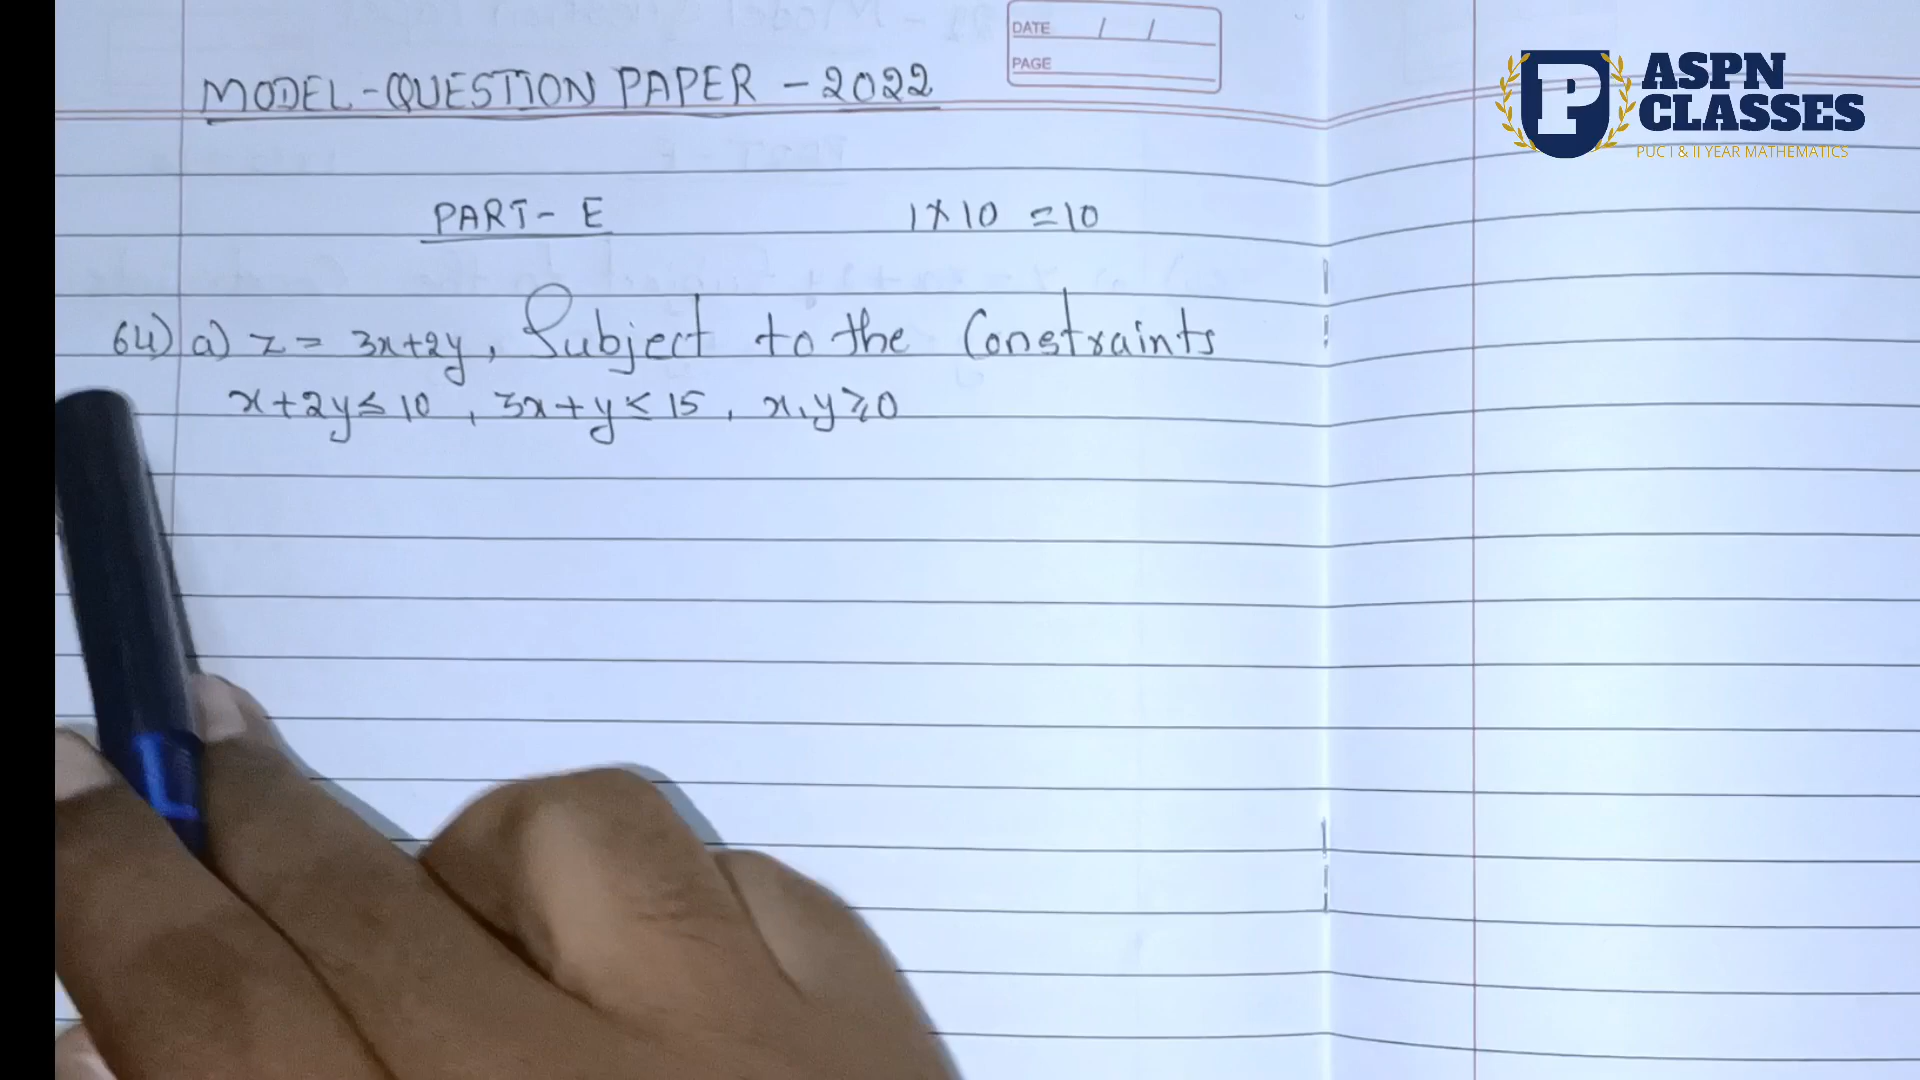 DATE / /
PAGE
MODEL-QUESTION PAPER - 2022
ASPN
CLASSES
PUC I & II YEAR MATHEMATICS
PART- E 1×10 =10
64) a) z = 3x+2y, Subject to the Constraints
x+2y≤10, 3x+y≤15, x,y≥0